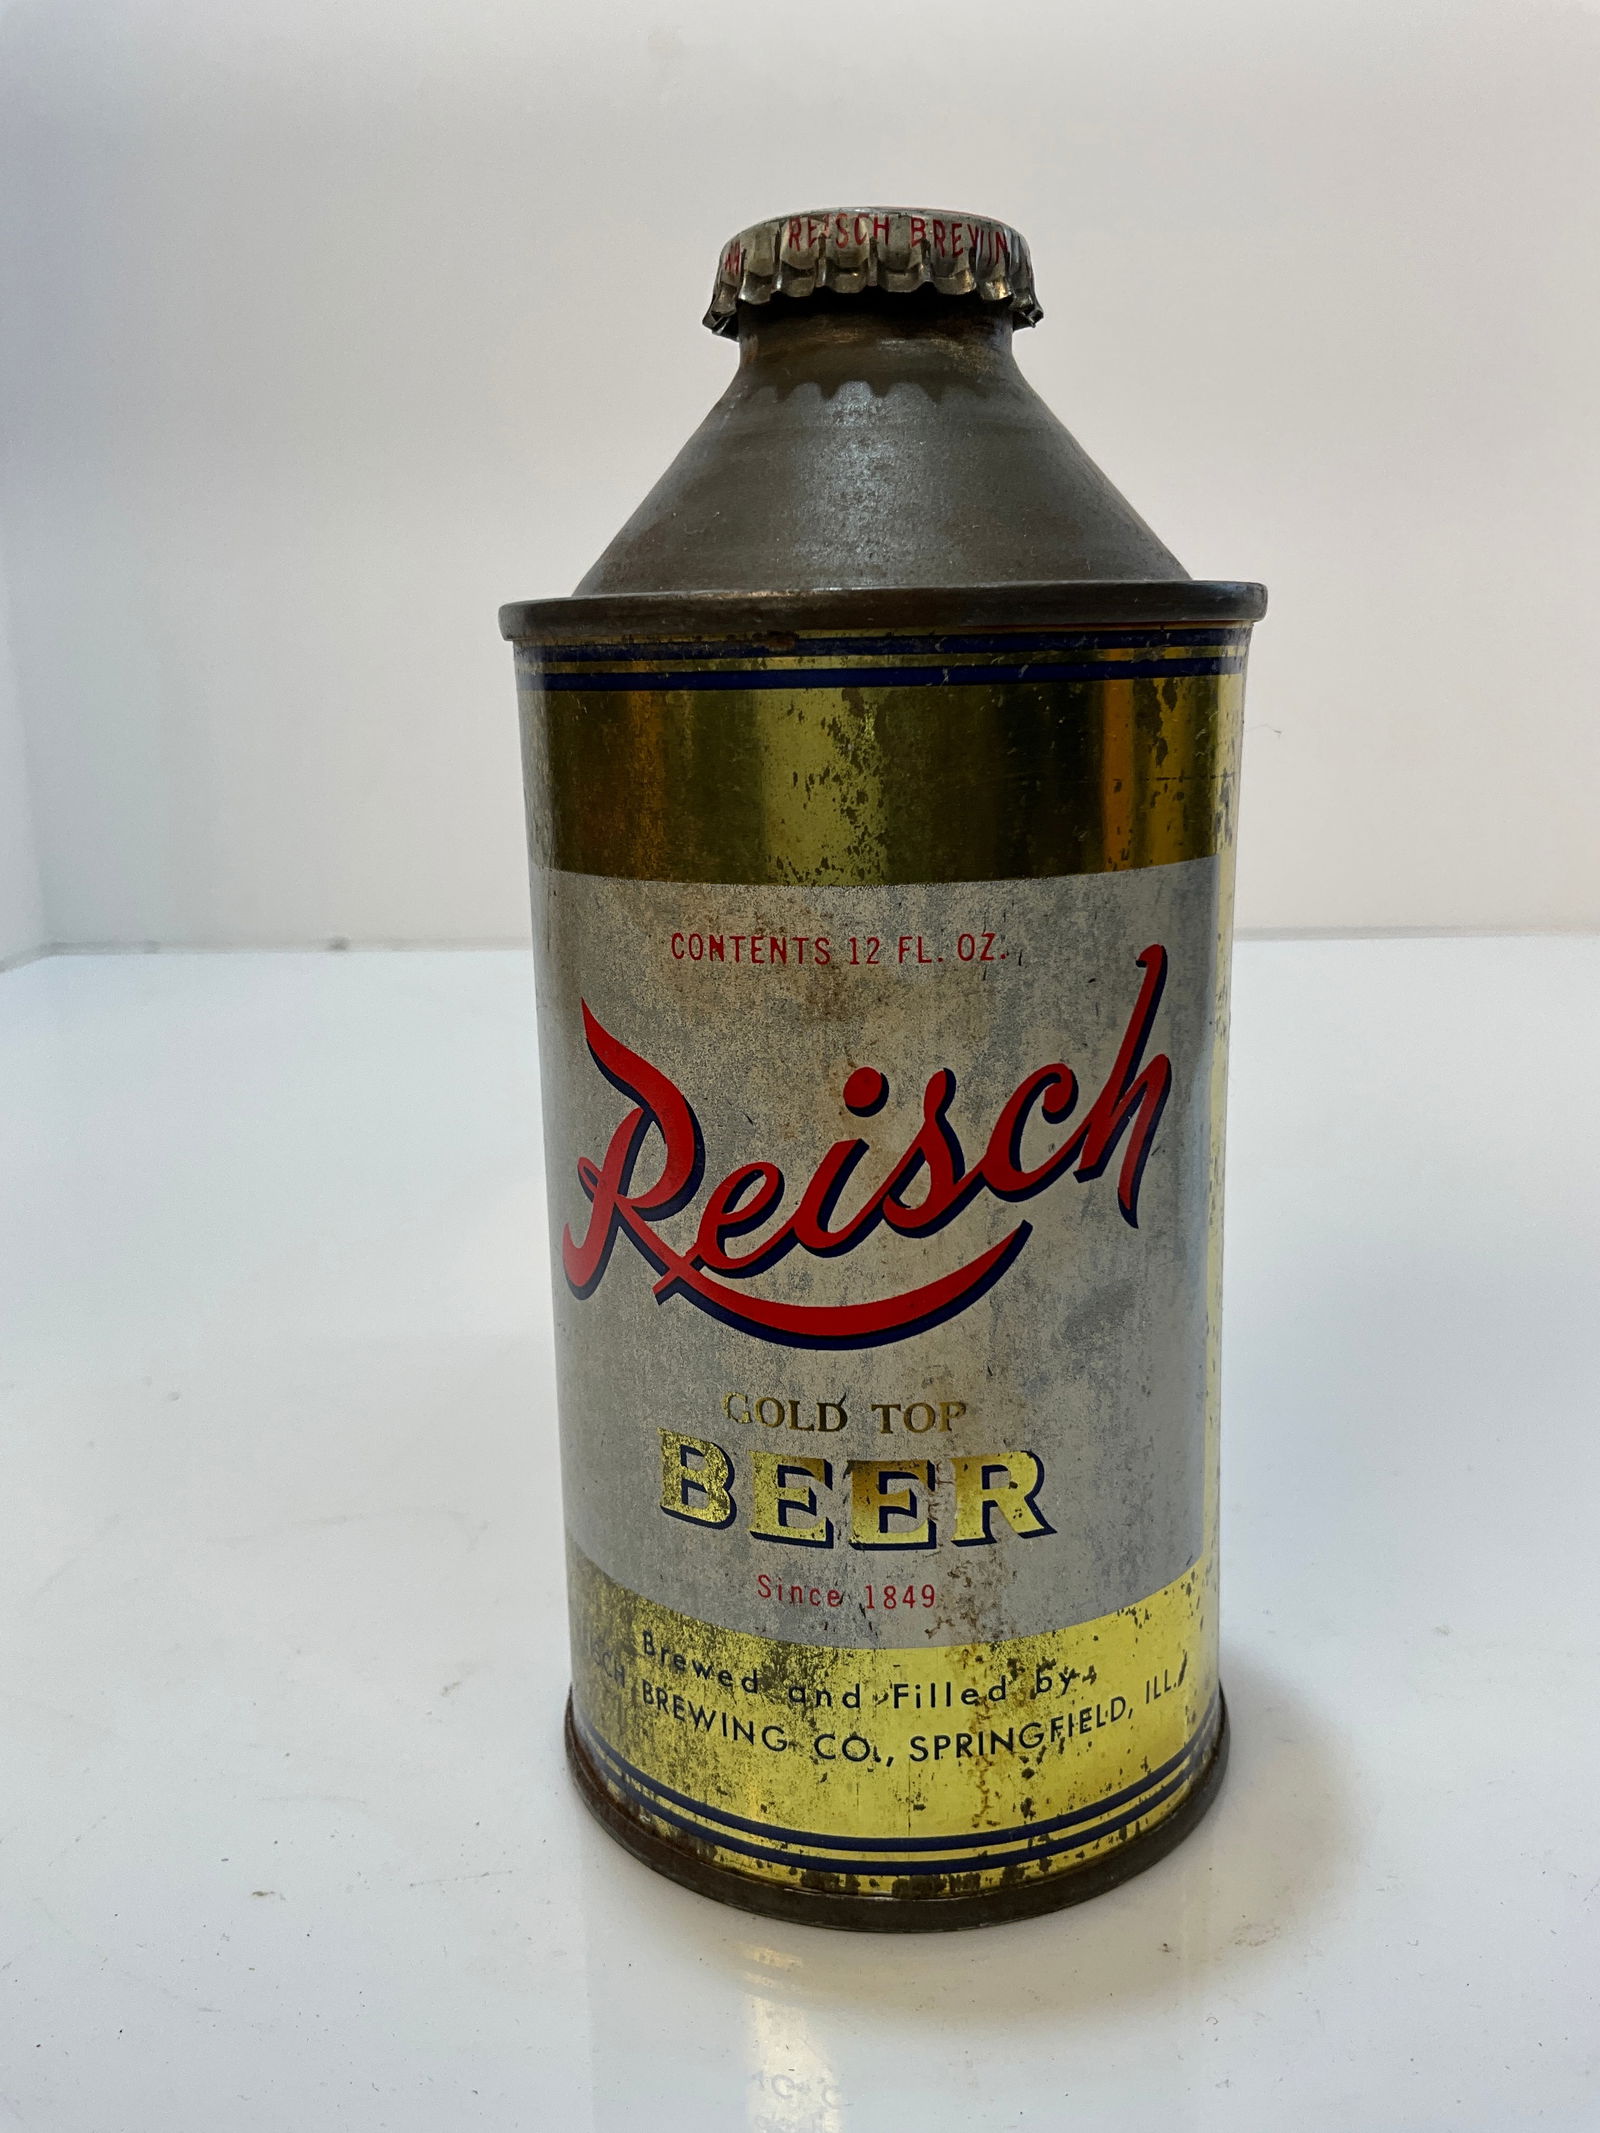 REISCH BREWIN
CONTENTS 12 FL. OZ.
Reisch
GOLD TOP
BEER
Since 1849
Brewed and Filled by
SCH BREWING CO., SPRINGFIELD, ILL.